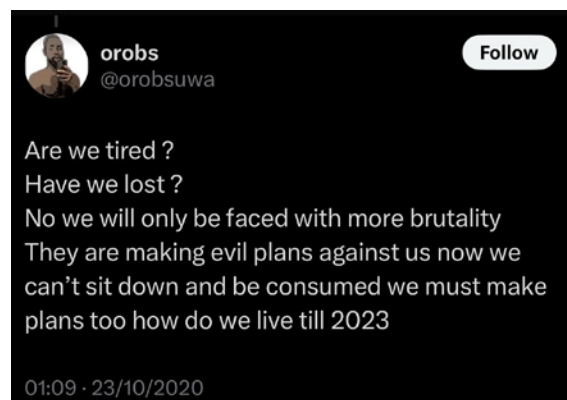 orobs
Follow
@orobsuwa
Are we tired ?
Have we lost ?
No we will only be faced with more brutality
They are making evil plans against us now we
can’t sit down and be consumed we must make
plans too how do we live till 2023
01:09 · 23/10/2020